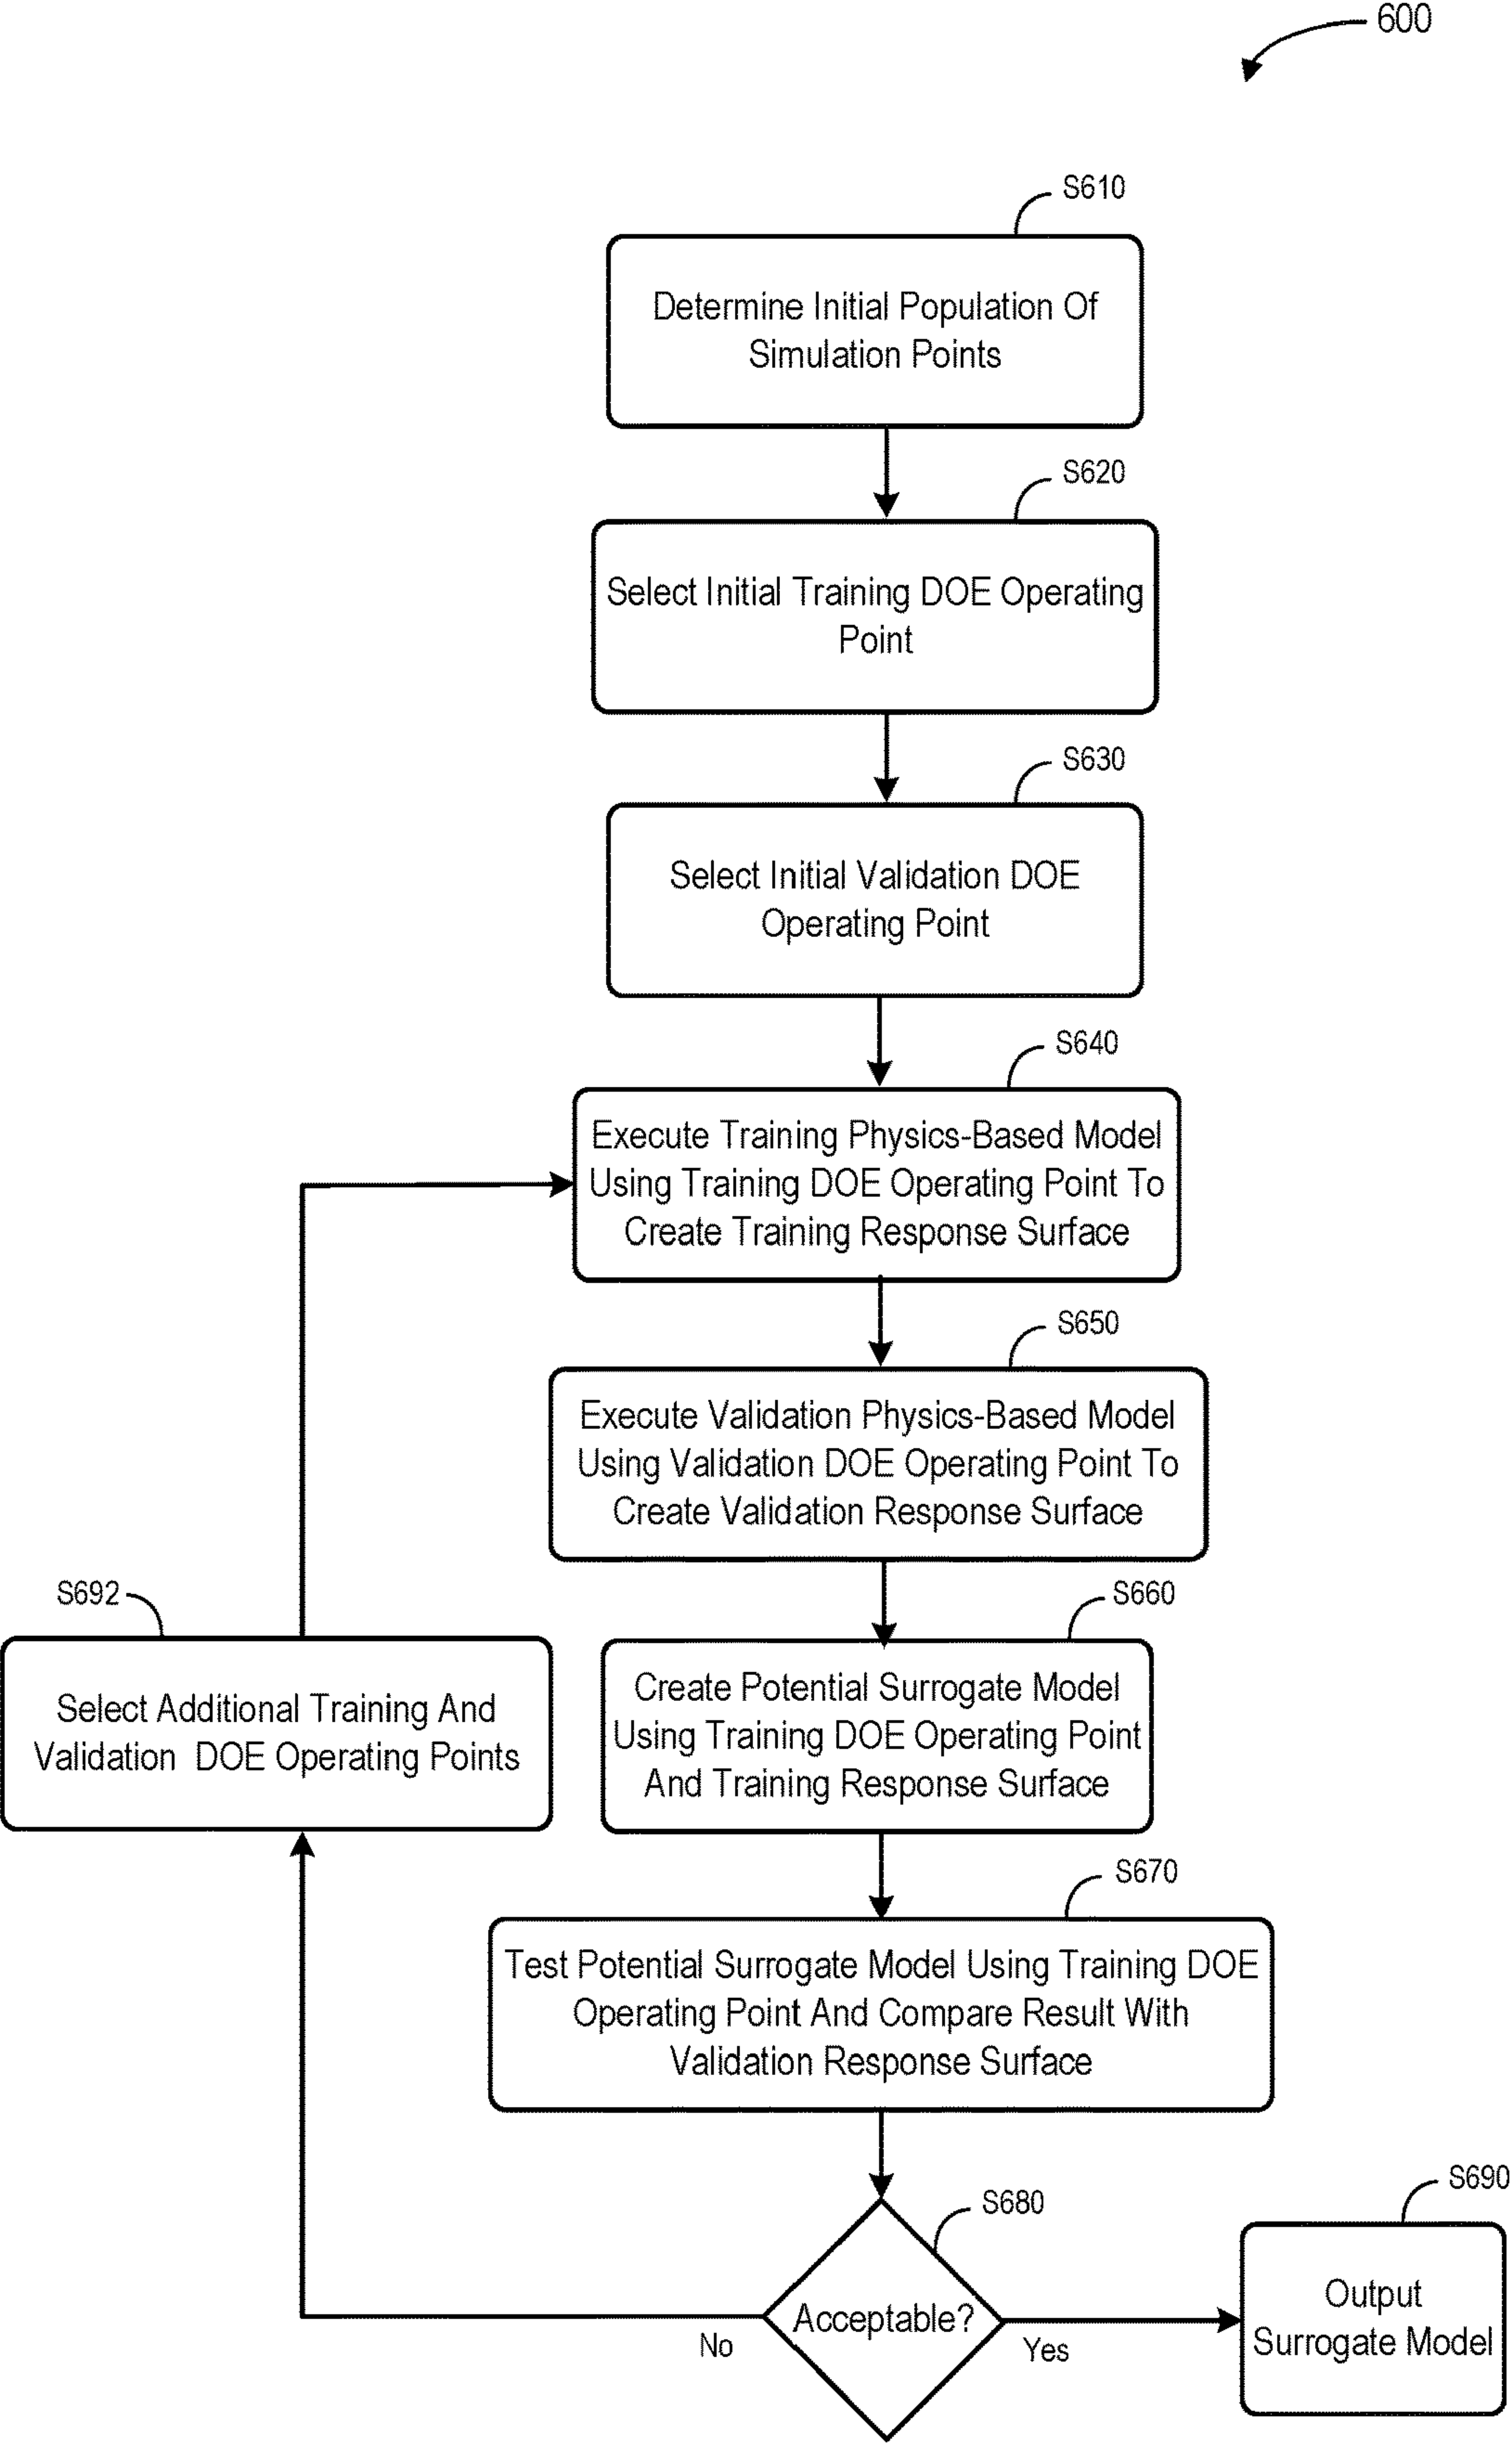 600
S610
Determine Initial Population Of
Simulation Points
S620
Select Initial Training DOE Operating
Point
S630
Select Initial Validation DOE
Operating Point
S640
Execute Training Physics-Based Model
Using Training DOE Operating Point To
Create Training Response Surface
S650
Execute Validation Physics-Based Model
Using Validation DOE Operating Point To
Create Validation Response Surface
S692
Select Additional Training And
Validation DOE Operating Points
S660
Create Potential Surrogate Model
Using Training DOE Operating Point
And Training Response Surface
S670
Test Potential Surrogate Model Using Training DOE
Operating Point And Compare Result With
Validation Response Surface
S680
Acceptable?
No
Yes
S690
Output
Surrogate Model